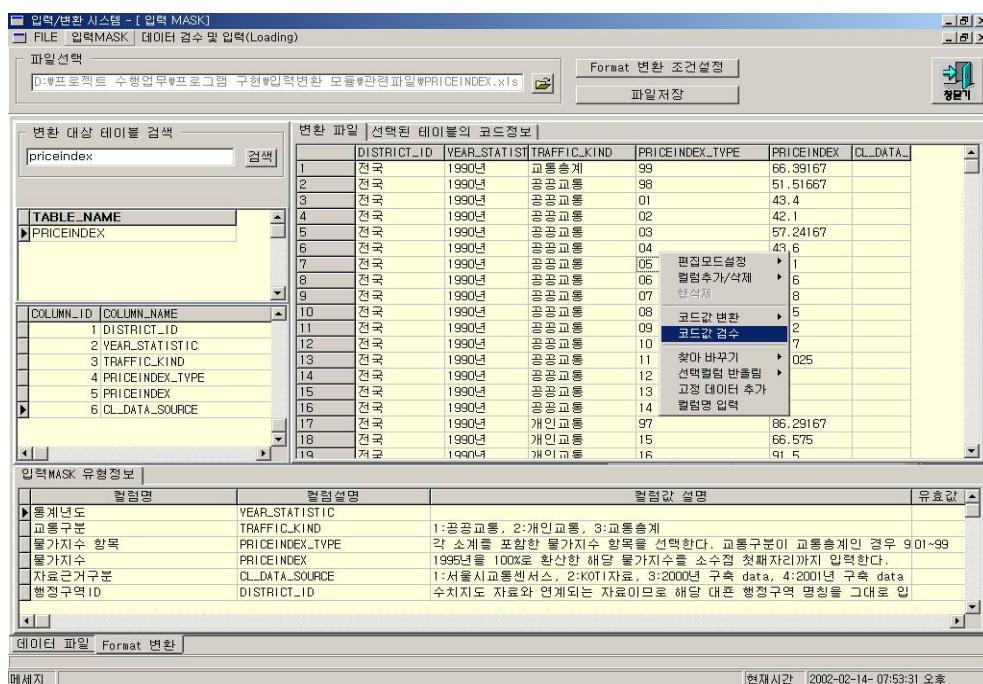 입력/변환 시스템 - [ 입력 MASK]
FILE 입력MASK 데이터 검수 및 입력(Loading)
파일선택
D:₩프로젝트 수행업무₩프로그램 구현₩입력변환 모듈₩관련파일₩PRICEINDEX.xls
Format 변환 조건설정
파일저장
창닫기
변환 대상 테이블 검색
priceindex 검색
TABLE_NAME
PRICEINDEX
COLUMN_ID COLUMN_NAME
1 DISTRICT_ID
2 YEAR_STATISTIC
3 TRAFFIC_KIND
4 PRICEINDEX_TYPE
5 PRICEINDEX
6 CL_DATA_SOURCE
변환 파일 선택된 테이블의 코드정보
DISTRICT_ID YEAR_STATIST TRAFFIC_KIND PRICEINDEX_TYPE PRICEINDEX CL_DATA_
1 전국 1990년 교통총계 99 66.39167
2 전국 1990년 공공교통 98 51.51667
3 전국 1990년 공공교통 01 43.4
4 전국 1990년 공공교통 02 42.1
5 전국 1990년 공공교통 03 57.24167
6 전국 1990년 공공교통 04 43.6
7 전국 1990년 공공교통 05 1
8 전국 1990년 공공교통 06 6
9 전국 1990년 공공교통 07 8
10 전국 1990년 공공교통 08 5
11 전국 1990년 공공교통 09 2
12 전국 1990년 공공교통 10 7
13 전국 1990년 공공교통 11 025
14 전국 1990년 공공교통 12
15 전국 1990년 공공교통 13
16 전국 1990년 공공교통 14
17 전국 1990년 개인교통 97 86.29167
18 전국 1990년 개인교통 15 66.575
19 전국 1990년 개인교통 16 91.5
편집모드설정
컬럼추가/삭제
행삭제
코드값 변환
코드값 검수
찾아 바꾸기
선택컬럼 반올림
고정 데이터 추가
컬럼명 입력
입력MASK 유형정보
컬럼명 컬럼설명 컬럼값 설명 유효값
통계년도 YEAR_STATISTIC
교통구분 TRAFFIC_KIND 1:공공교통, 2:개인교통, 3:교통총계
물가지수 항목 PRICEINDEX_TYPE 각 소계를 포함한 물가지수 항목을 선택한다. 교통구분이 교통총계인 경우 9 01~99
물가지수 PRICEINDEX 1995년을 100%로 환산한 해당 물가지수를 소수점 첫째자리까지 입력한다.
자료근거구분 CL_DATA_SOURCE 1:서울시교통센서스, 2:KOTI자료, 3:2000년 구축 data, 4:2001년 구축 data
행정구역ID DISTRICT_ID 수치지도 자료와 연계되는 자료이므로 해당 대존 행정구역 명칭을 그대로 입
데이터 파일 Format 변환
메세지 현재시간 2002-02-14- 07:53:31 오후